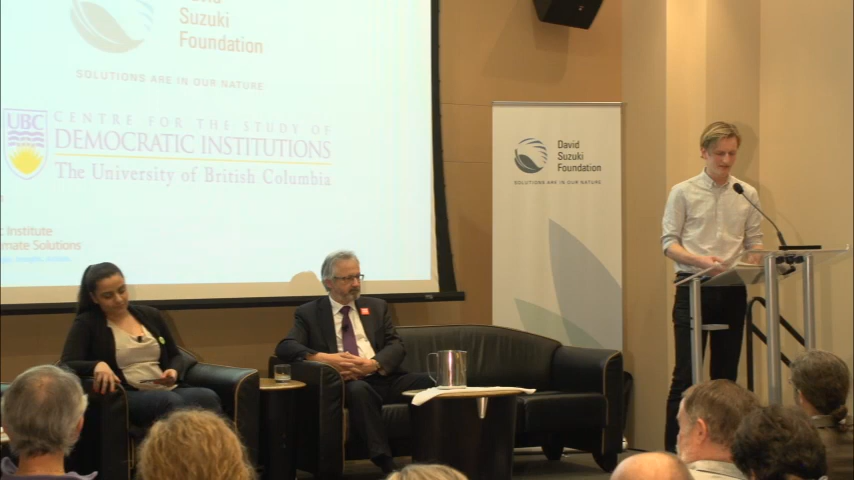 Suzuki
Foundation
SOLUTIONS ARE IN OUR NATURE
UBC
CENTRE FOR THE STUDY OF
DEMOCRATIC INSTITUTIONS
The University of British Columbia
Institute
mate Solutions
David
Suzuki
Foundation
SOLUTIONS ARE IN OUR NATURE